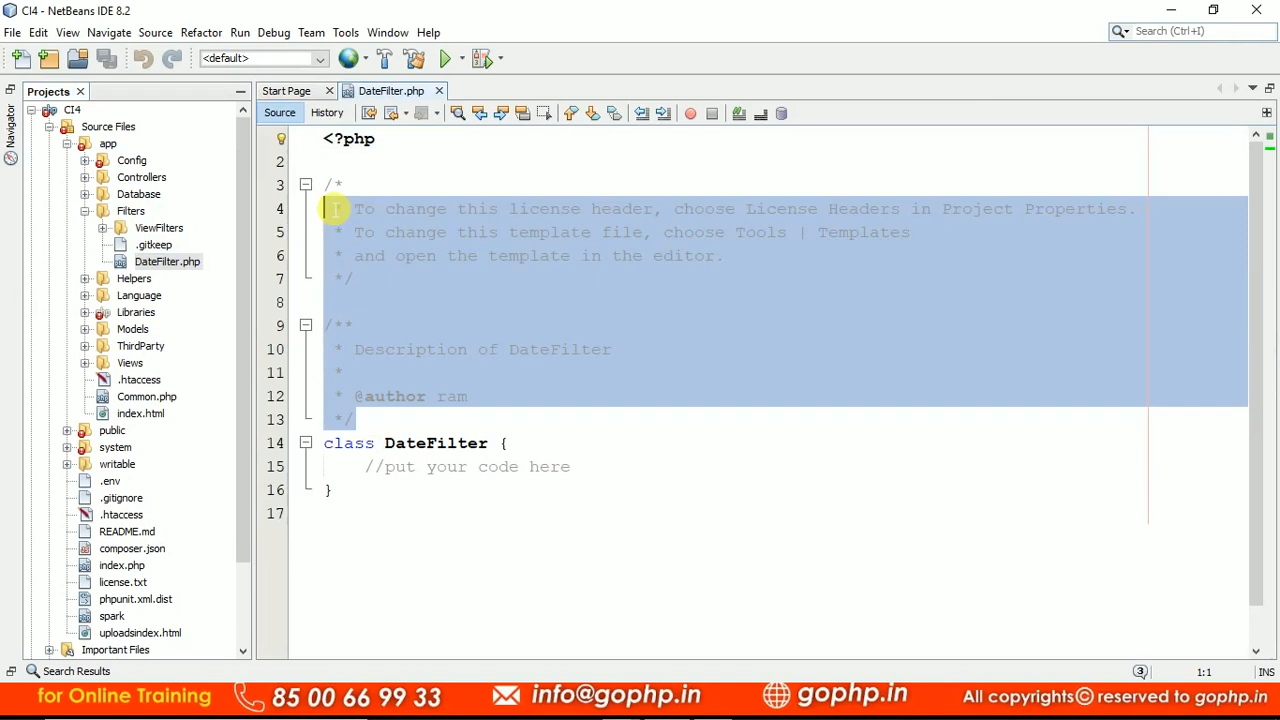 CI4 - NetBeans IDE 8.2
File Edit View Navigate Source Refactor Run Debug Team Tools Window Help
Search (Ctrl+I)
<default>
Projects
Start Page
DateFilter.php
Navigator
Source History
CI4
Source Files
app
Config
Controllers
Database
Filters
ViewFilters
.gitkeep
DateFilter.php
Helpers
Language
Libraries
Models
ThirdParty
Views
.htaccess
Common.php
index.html
public
system
writable
.env
.gitignore
.htaccess
README.md
composer.json
index.php
license.txt
phpunit.xml.dist
spark
uploadsindex.html
Important Files
<?php
2
3 /*
4 To change this license header, choose License Headers in Project Properties.
5 * To change this template file, choose Tools | Templates
6 * and open the template in the editor.
7 */
8
9 /**
10 * Description of DateFilter
11 *
12 * @author ram
13 */
14 class DateFilter {
15 //put your code here
16 }
17
Search Results
3
1:1
INS
for Online Training 85 00 66 99 33 info@gophp.in gophp.in All copyrights© reserved to gophp.in